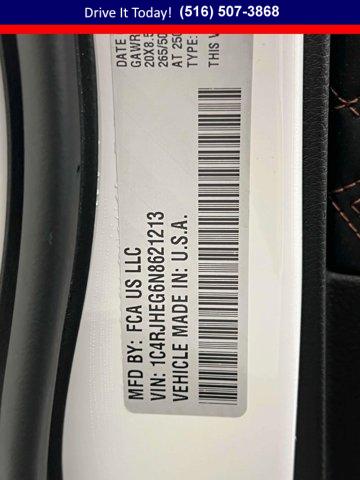 Drive It Today! (516) 507-3868
DATE
GAWR
20X8.5
265/50
AT 250
TYPE:
THIS V
MFD BY: FCA US LLC
VIN: 1C4RJHEG6N8621213
VEHICLE MADE IN: U.S.A.